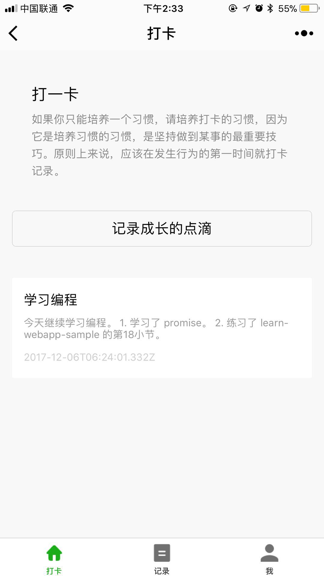 中国联通 下午2:33 55%
打卡
打一卡
如果你只能培养一个习惯，请培养打卡的习惯，因为
它是培养习惯的习惯，是坚持做到某事的最重要技
巧。原则上来说，应该在发生行为的第一时间就打卡
记录。
记录成长的点滴
学习编程
今天继续学习编程。 1. 学习了 promise。 2. 练习了 learn-
webapp-sample 的第18小节。
2017-12-06T06:24:01.332Z
打卡 记录 我